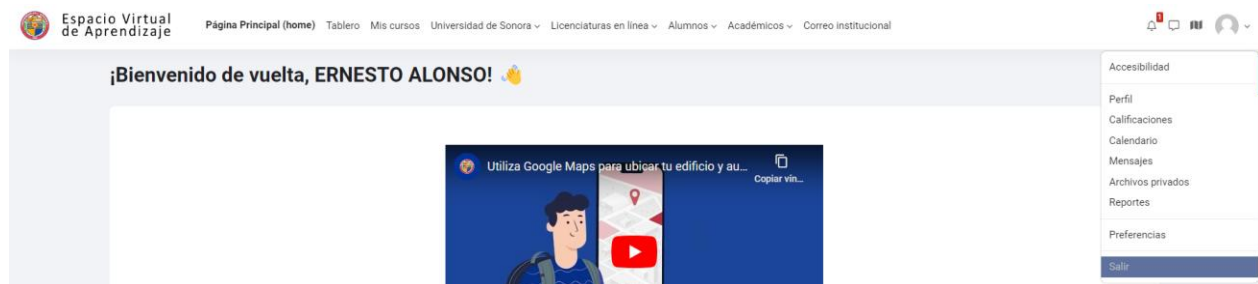 Espacio Virtual
de Aprendizaje
Página Principal (home) Tablero Mis cursos Universidad de Sonora Licenciaturas en línea Alumnos Académicos Correo institucional
1
¡Bienvenido de vuelta, ERNESTO ALONSO! 👋
Utiliza Google Maps para ubicar tu edificio y au...
Copiar vin...
Accesibilidad
Perfil
Calificaciones
Calendario
Mensajes
Archivos privados
Reportes
Preferencias
Salir